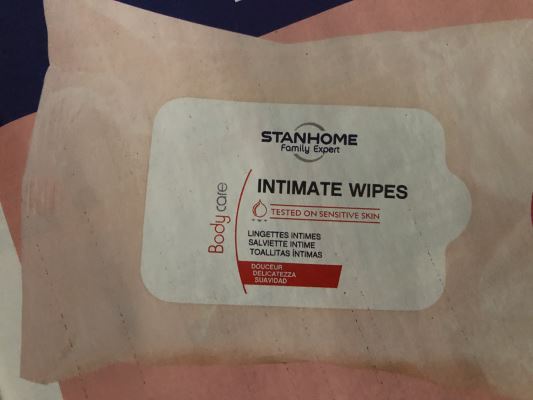 STANHOME
Family Expert
INTIMATE WIPES
TESTED ON SENSITIVE SKIN
Body care
LINGETTES INTIMES
SALVIETTE INTIME
TOALLITAS ÍNTIMAS
DOUCEUR
DELICATEZZA
SUAVIDAD